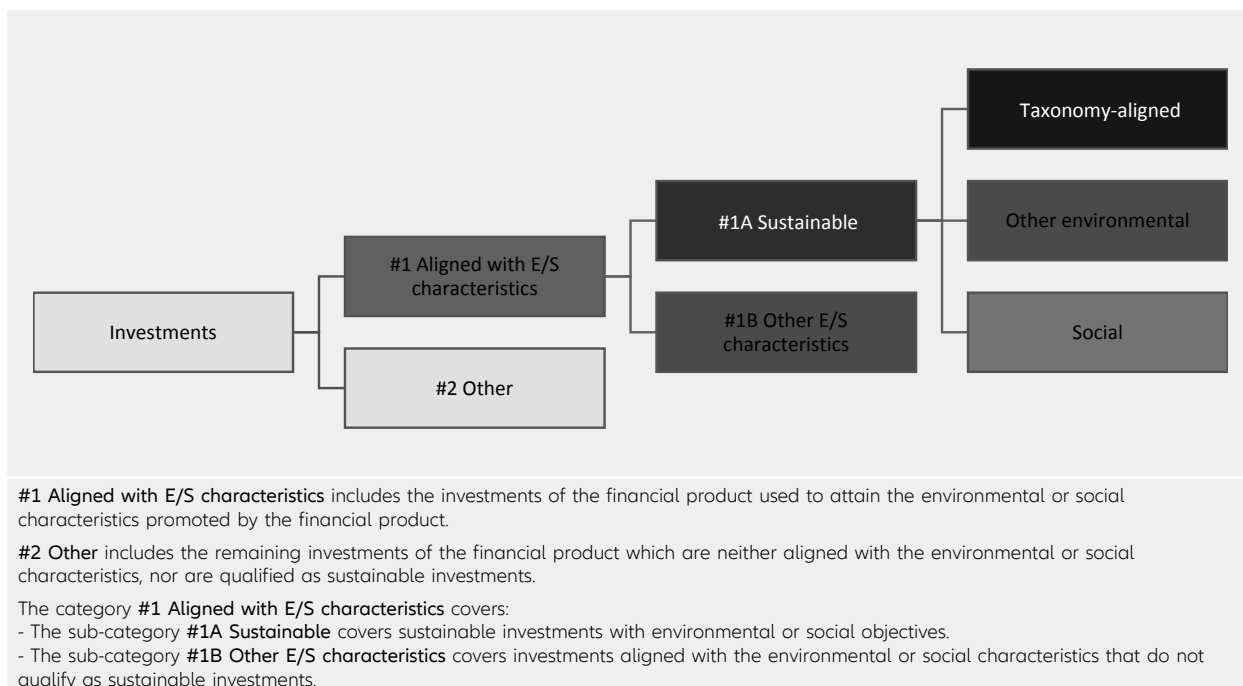 Taxonomy-aligned
#1A Sustainable
Other environmental
#1 Aligned with E/S
characteristics
Investments
#1B Other E/S
characteristics
Social
#2 Other
#1 Aligned with E/S characteristics includes the investments of the financial product used to attain the environmental or social
characteristics promoted by the financial product.
#2 Other includes the remaining investments of the financial product which are neither aligned with the environmental or social
characteristics, nor are qualified as sustainable investments.
The category #1 Aligned with E/S characteristics covers:
- The sub-category #1A Sustainable covers sustainable investments with environmental or social objectives.
- The sub-category #1B Other E/S characteristics covers investments aligned with the environmental or social characteristics that do not
qualify as sustainable investments.